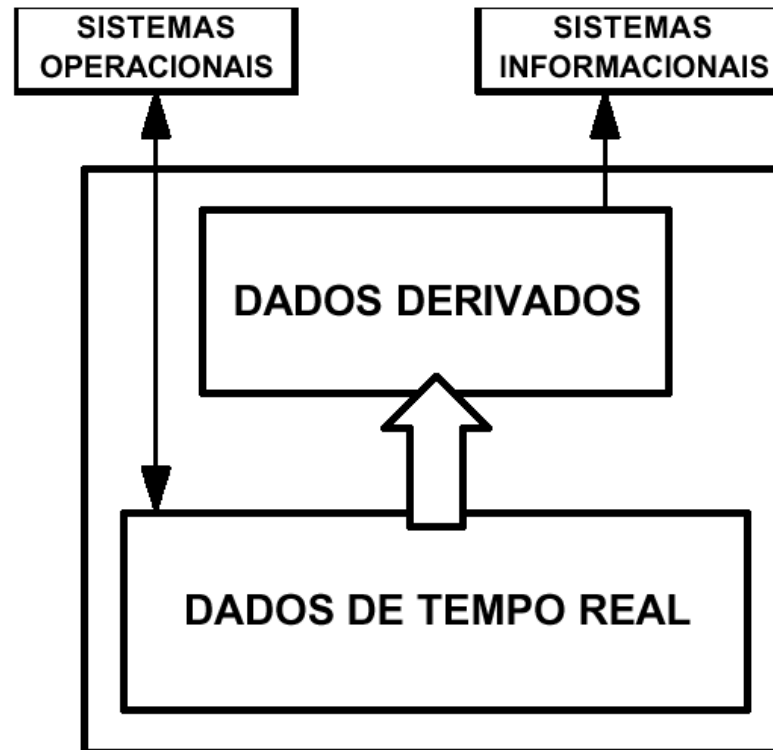 SISTEMAS
OPERACIONAIS
SISTEMAS
INFORMACIONAIS
DADOS DERIVADOS
DADOS DE TEMPO REAL